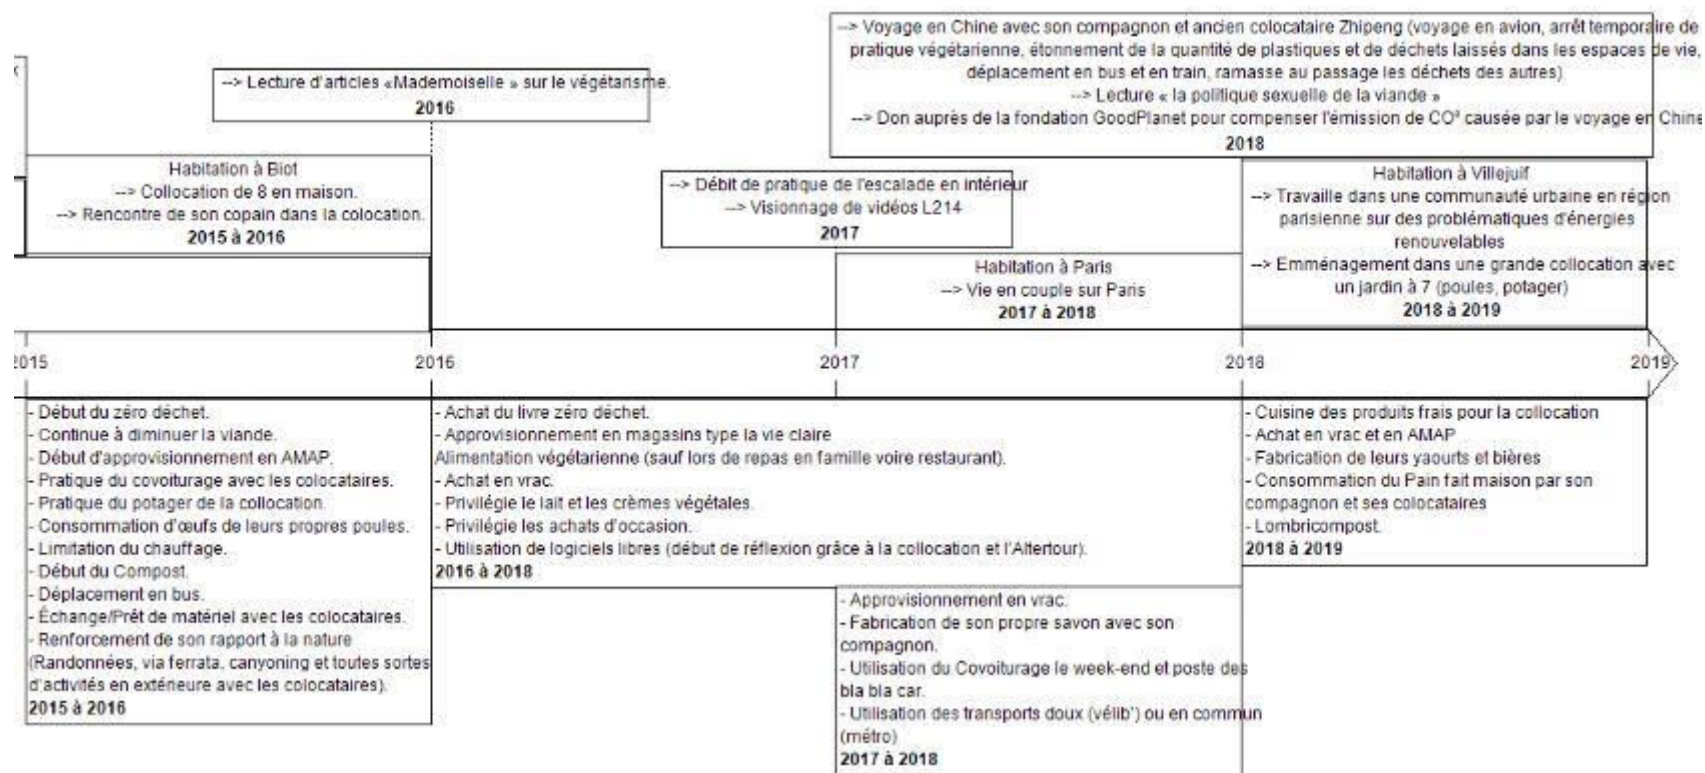 --> Voyage en Chine avec son compagnon et ancien colocataire Zhipeng (voyage en avion, arrêt temporaire de
pratique végétarienne, étonnement de la quantité de plastiques et de déchets laissés dans les espaces de vie,
déplacement en bus et en train, ramasse au passage les déchets des autres)
--> Lecture « la politique sexuelle de la viande »
--> Don auprès de la fondation GoodPlanet pour compenser l'émission de CO² causée par le voyage en Chine
2018
--> Lecture d'articles «Mademoiselle » sur le végétarisme.
2016
Habitation à Biot
--> Collocation de 8 en maison.
--> Rencontre de son copain dans la colocation.
2015 à 2016
--> Débit de pratique de l'escalade en intérieur
--> Visionnage de vidéos L214
2017
Habitation à Paris
--> Vie en couple sur Paris
2017 à 2018
Habitation à Villejuif
--> Travaille dans une communauté urbaine en région
parisienne sur des problématiques d'énergies
renouvelables
--> Emménagement dans une grande collocation avec
un jardin à 7 (poules, potager)
2018 à 2019
2015 2016 2017 2018 2019
- Début du zéro déchet.
- Continue à diminuer la viande.
- Début d'approvisionnement en AMAP.
- Pratique du covoiturage avec les colocataires.
- Pratique du potager de la collocation.
- Consommation d'œufs de leurs propres poules.
- Limitation du chauffage.
- Début du Compost.
- Déplacement en bus.
- Échange/Prêt de matériel avec les colocataires.
- Renforcement de son rapport à la nature
(Randonnées, via ferrata, canyoning et toutes sortes
d'activités en extérieure avec les colocataires).
2015 à 2016
- Achat du livre zéro déchet.
- Approvisionnement en magasins type la vie claire
Alimentation végétarienne (sauf lors de repas en famille voire restaurant).
- Achat en vrac.
- Privilégie le lait et les crèmes végétales.
- Privilégie les achats d'occasion.
- Utilisation de logiciels libres (début de réflexion grâce à la collocation et l'Altertour).
2016 à 2018
- Approvisionnement en vrac.
- Fabrication de son propre savon avec son
compagnon.
- Utilisation du Covoiturage le week-end et poste des
bla bla car.
- Utilisation des transports doux (vélib') ou en commun
(métro)
2017 à 2018
- Cuisine des produits frais pour la collocation
- Achat en vrac et en AMAP
- Fabrication de leurs yaourts et bières
- Consommation du Pain fait maison par son
compagnon et ses colocataires
- Lombricompost.
2018 à 2019